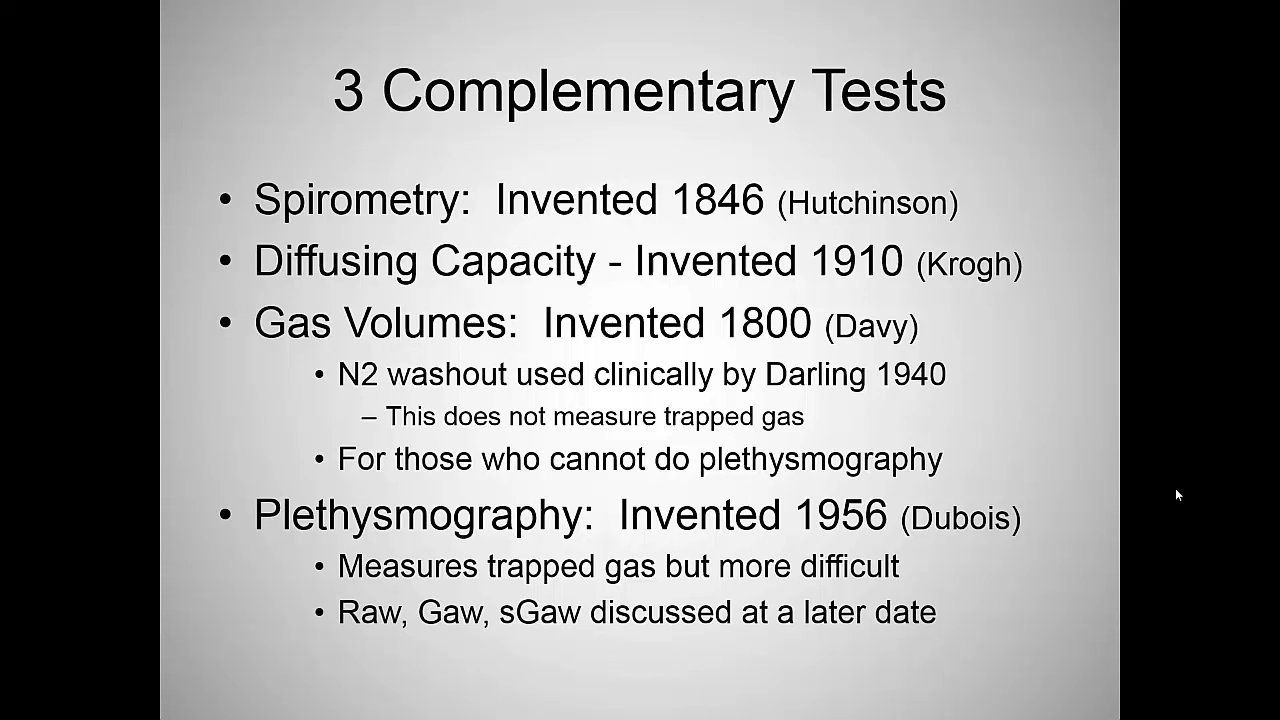 3 Complementary Tests
• Spirometry: Invented 1846 (Hutchinson)
• Diffusing Capacity - Invented 1910 (Krogh)
• Gas Volumes: Invented 1800 (Davy)
• N2 washout used clinically by Darling 1940
– This does not measure trapped gas
• For those who cannot do plethysmography
• Plethysmography: Invented 1956 (Dubois)
• Measures trapped gas but more difficult
• Raw, Gaw, sGaw discussed at a later date